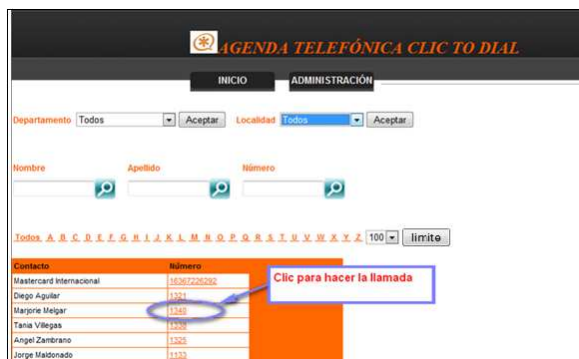 AGENDA TELEFÓNICA CLIC TO DIAL
INICIO ADMINISTRACIÓN
Departamento Todos Aceptar Localidad Todos Aceptar
Nombre Apellido Número
Todos A B C D E F G H I J K L M N O P Q R S T U V W X Y Z 100 limite
Contacto Número
Mastercard Internacional 16367226292
Clic para hacer la llamada
Diego Aguilar 1321
Marjorie Melgar 1340
Tania Villegas
Angel Zambrano 1325
Jorge Maldonado 1133